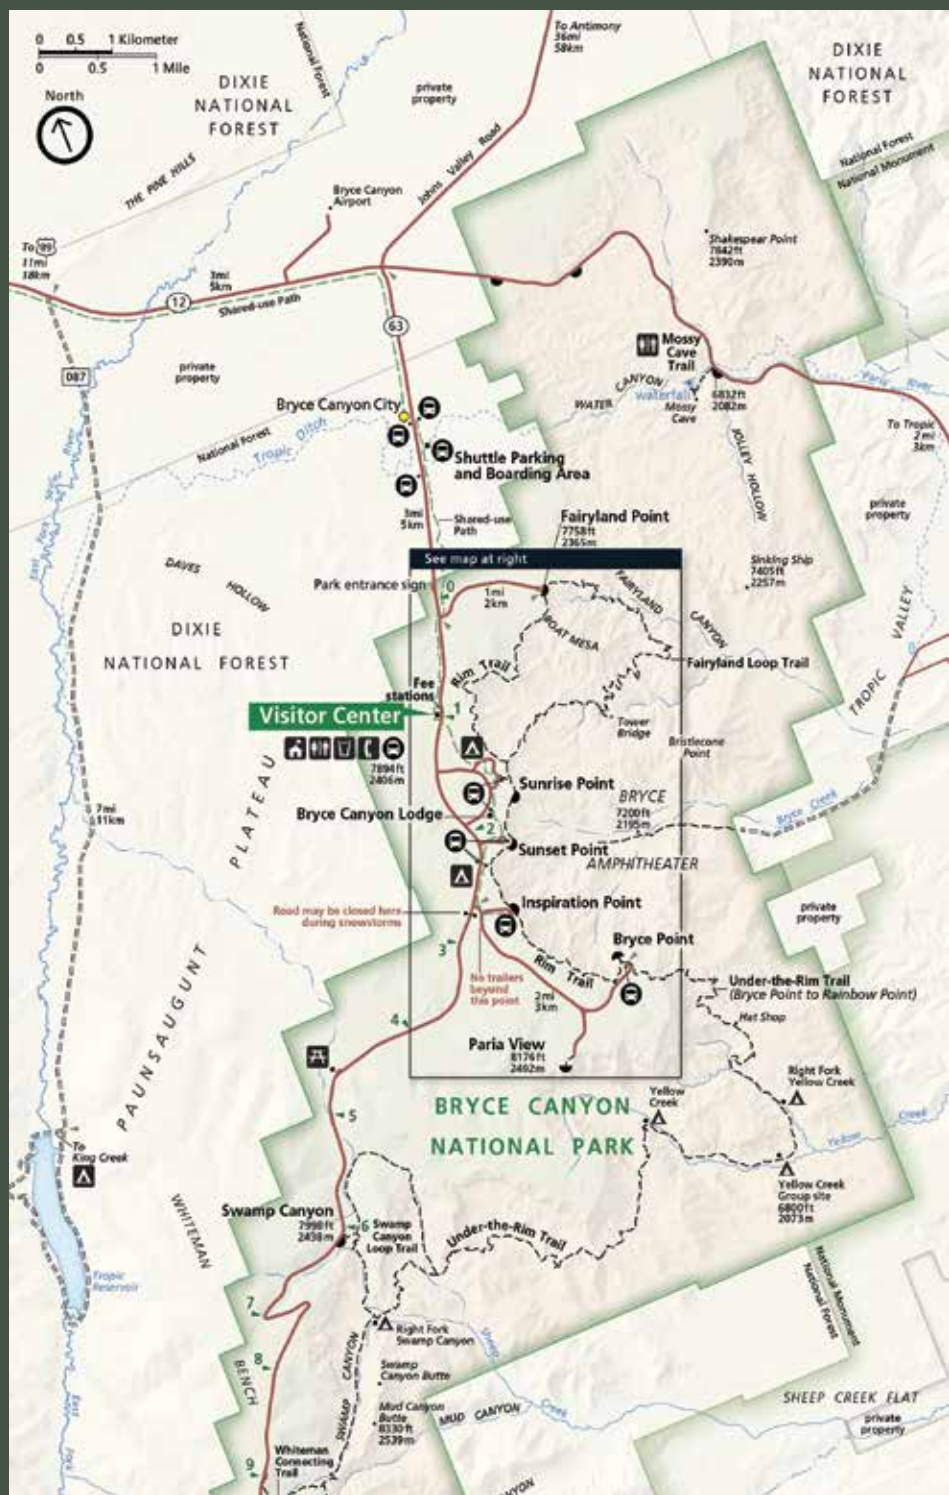 0 0.5 1 Kilometer
0 0.5 1 Mile
North
DIXIE
NATIONAL
FOREST
National Forest
private
property
To Antimony
36mi
58km
DIXIE
NATIONAL
FOREST
National Forest
National Monument
THE PINE HILLS
Bryce Canyon
Airport
Johns Valley Road
To 89
11mi
18km
3mi
5km
12
Shared-use Path
63
Shakespear Point
7842ft
2390m
087
private
property
Mossy
Cave
Trail
WATER CANYON
waterfall
Mossy
Cave
6832ft
2082m
Paria River
To Tropic
2mi
3km
JOLLEY HOLLOW
Bryce Canyon City
National Forest
Tropic Ditch
Shuttle Parking
and Boarding Area
3mi
5km
Shared-use
Path
Fairyland Point
7758ft
2365m
private
property
East Fork Sevier River
DAVES HOLLOW
See map at right
Park entrance sign
0
1mi
2km
FAIRYLAND CANYON
BOAT MESA
Sinking Ship
7405ft
2257m
TROPIC VALLEY
DIXIE
NATIONAL FOREST
Rim Trail
Fairyland Loop Trail
Fee
stations
Visitor Center
1
7894ft
2406m
Tower
Bridge
Bristlecone
Point
PAUNSAUGUNT PLATEAU
7mi
11km
Sunrise Point
BRYCE
7200ft
2195m
AMPHITHEATER
Bryce Creek
Bryce Canyon Lodge
2
Sunset Point
Inspiration Point
Road may be closed here
during snowstorms
private
property
3
Bryce Point
No trailers
beyond
this point
Rim Trail
2mi
3km
Under-the-Rim Trail
(Bryce Point to Rainbow Point)
Hat Shop
4
Paria View
8176ft
2492m
Right Fork
Yellow Creek
5
BRYCE CANYON
NATIONAL PARK
Yellow
Creek
Yellow Creek
To
King Creek
Yellow Creek
Group site
6800ft
2073m
WHITEMAN BENCH
Swamp Canyon
7998ft
2438m
6
Swamp
Canyon
Loop Trail
Under-the-Rim Trail
National Monument
National Forest
Tropic
Reservoir
7
Right Fork
Swamp Canyon
Sheep Creek
8
SWAMP CANYON
Swamp
Canyon Butte
Mud Canyon
Butte
8330ft
2539m
MUD CANYON
SHEEP CREEK FLAT
private
property
Whiteman
Connecting
Trail
9
East Fork
CANYON